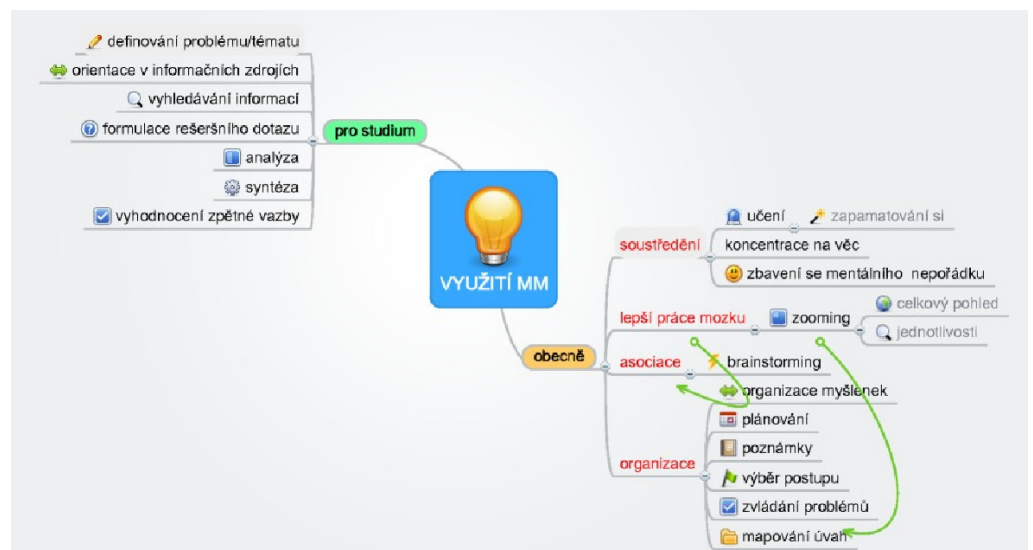 definování problému/tématu
orientace v informačních zdrojích
vyhledávání informací
formulace rešeršního dotazu
analýza
syntéza
vyhodnocení zpětné vazby
pro studium
VYUŽITÍ MM
obecně
soustředění
učení
zapamatování si
koncentrace na věc
zbavení se mentálního nepořádku
lepší práce mozku
zooming
celkový pohled
jednotlivosti
asociace
brainstorming
organizace
organizace myšlenek
plánování
poznámky
výběr postupu
zvládání problémů
mapování úvah